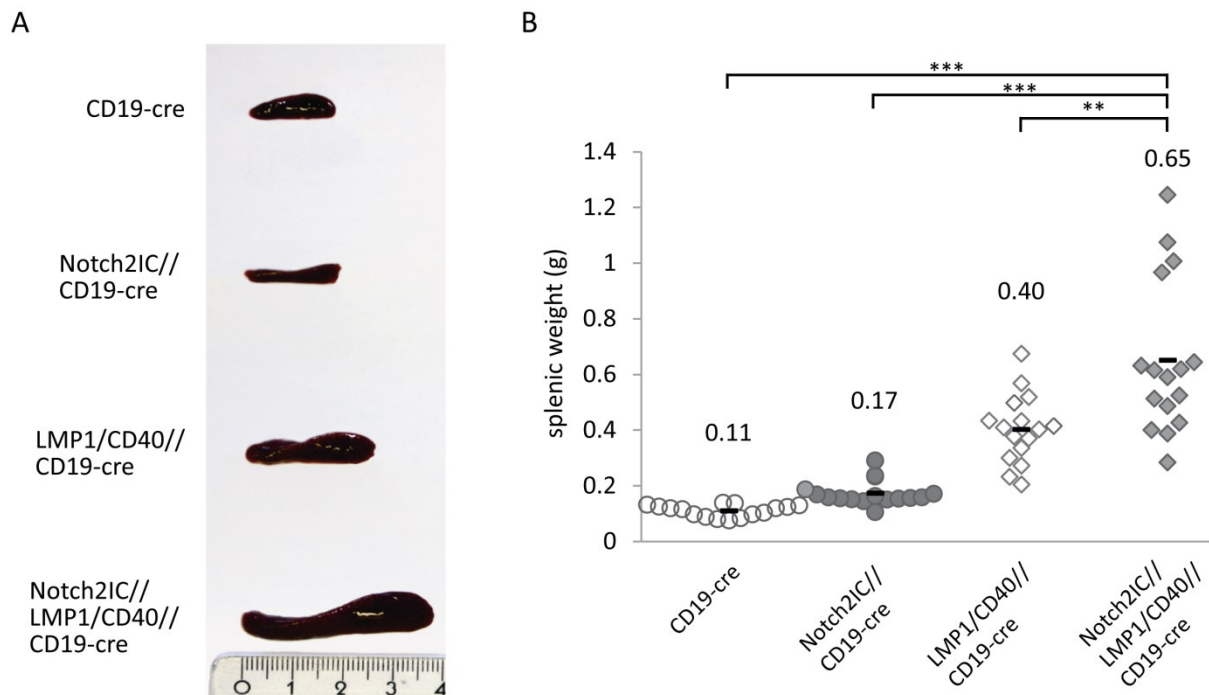 A
CD19-cre
Notch2IC//
CD19-cre
LMP1/CD40//
CD19-cre
Notch2IC//
LMP1/CD40//
CD19-cre
0 1 2 3 4
B
***
***
**
splenic weight (g)
1.4
1.2
1
0.8
0.6
0.4
0.2
0
0.11
0.17
0.40
0.65
CD19-cre
Notch2IC//
CD19-cre
LMP1/CD40//
CD19-cre
Notch2IC//
LMP1/CD40//
CD19-cre